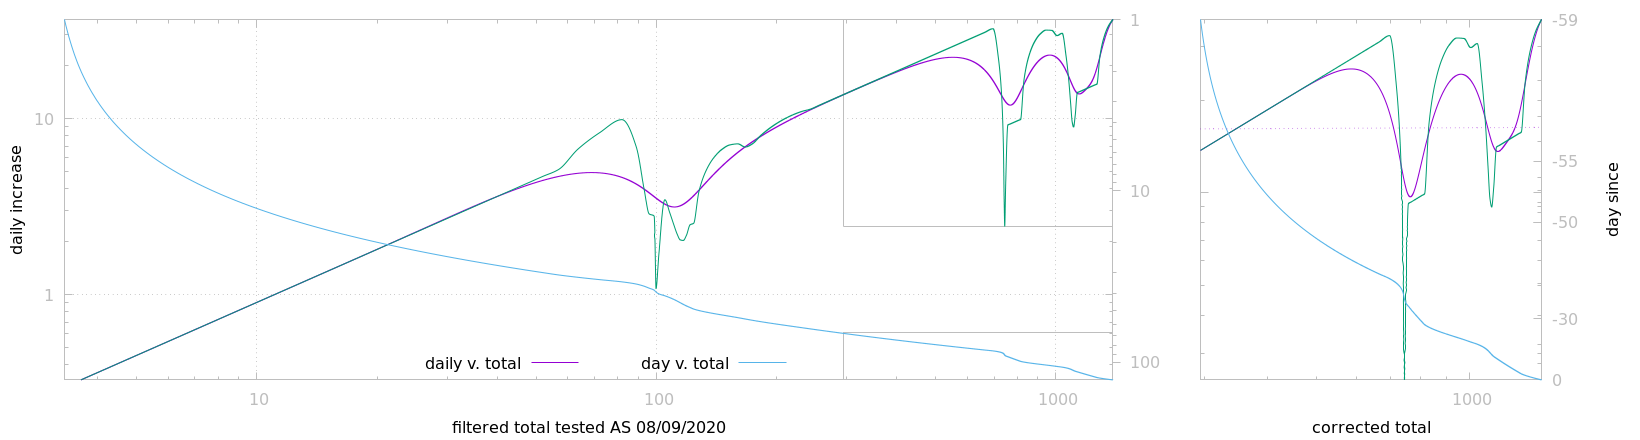 daily increase
10
1
daily v. total
day v. total
10
100
1000
filtered total tested AS 08/09/2020
1
10
100
1000
corrected total
-59
-55
-50
-30
0
day since